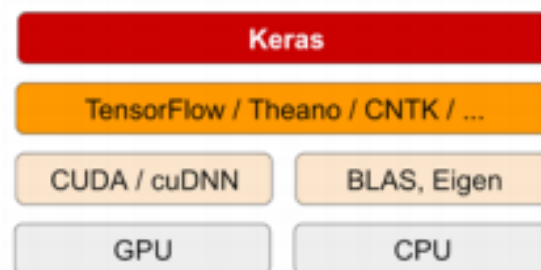 Keras
TensorFlow / Theano / CNTK / ...
CUDA / cuDNN
BLAS, Eigen
GPU
CPU